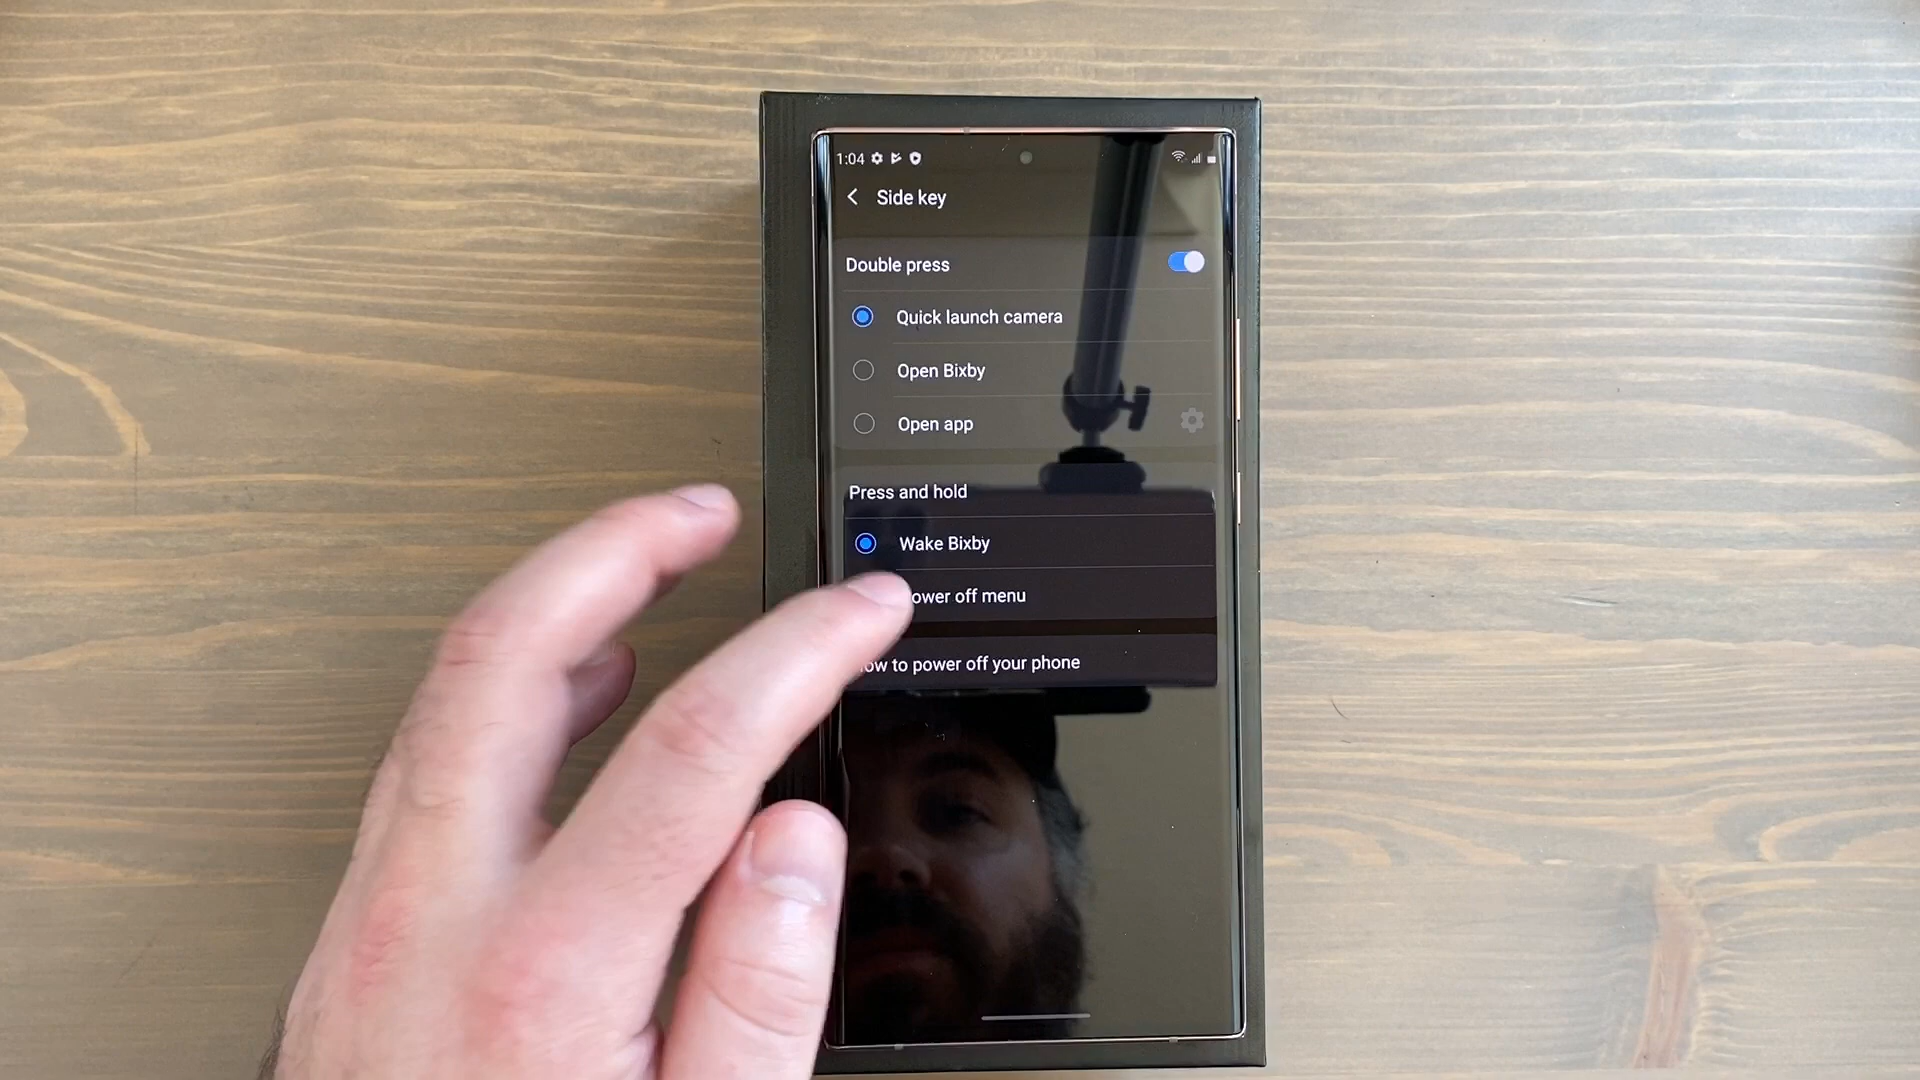 1:04
Side key
Double press
Quick launch camera
Open Bixby
Open app
Press and hold
Wake Bixby
ower off menu
ow to power off your phone